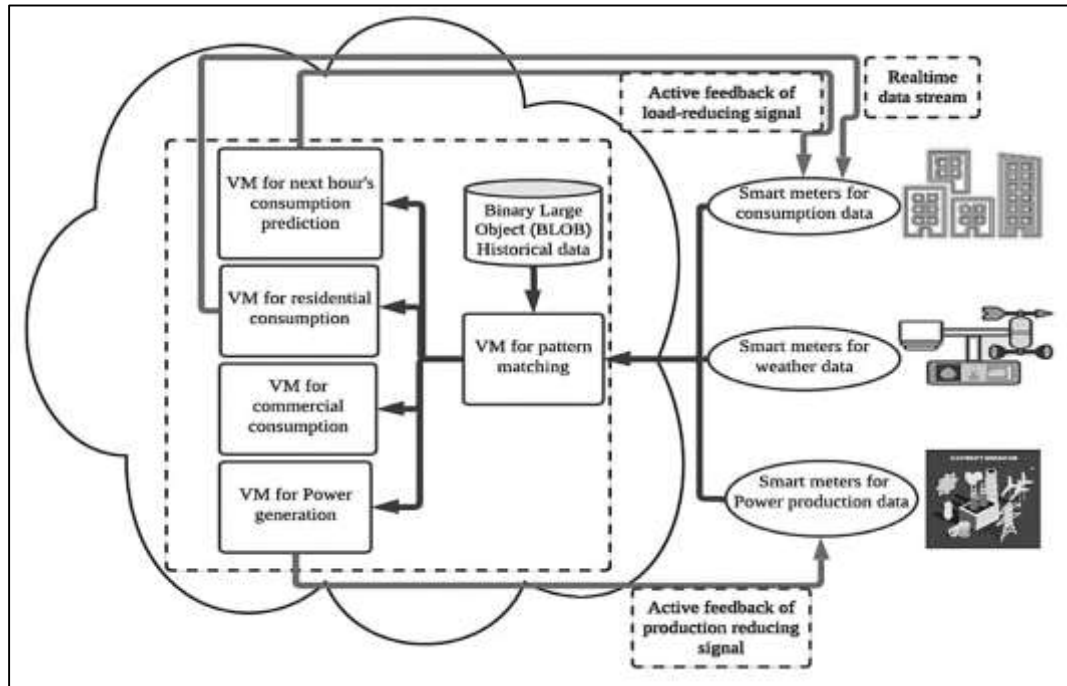 Active feedback of
load-reducing signal
Realtime
data stream
VM for next hour's
consumption
prediction
Binary Large
Object (BLOB)
Historical data
Smart meters for
consumption data
VM for residential
consumption
VM for pattern
matching
Smart meters for
weather data
VM for
commercial
consumption
VM for Power
generation
Smart meters for
Power production data
Active feedback of
production reducing
signal